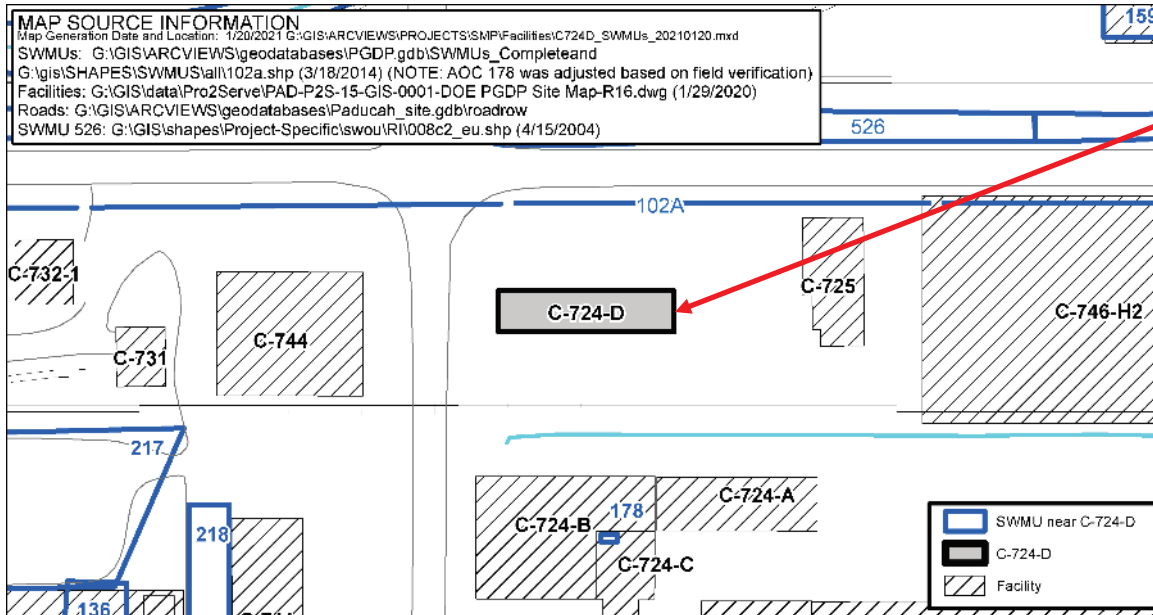 MAP SOURCE INFORMATION
Map Generation Date and Location: 1/20/2021 G:\GIS\ARCVIEWS\PROJECTS\SMP\Facilities\C724D_SWMUs_20210120.mxd
SWMUs: G:\GIS\ARCVIEWS\geodatabases\PGDP.gdb\SWMUs_Completeand
G:\gis\SHAPES\SWMUS\all\102a.shp (3/18/2014) (NOTE: AOC 178 was adjusted based on field verification)
Facilities: G:\GIS\data\Pro2Serve\PAD-P2S-15-GIS-0001-DOE PGDP Site Map-R16.dwg (1/29/2020)
Roads: G:\GIS\ARCVIEWS\geodatabases\Paducah_site.gdb\roadrow
SWMU 526: G:\GIS\shapes\Project-Specific\swou\RI\008c2_eu.shp (4/15/2004)
159
526
102A
C-732-1
C-725
C-724-D
C-746-H2
C-744
C-731
217
C-724-A
178
C-724-B
218
C-724-C
136
SWMU near C-724-D
C-724-D
Facility